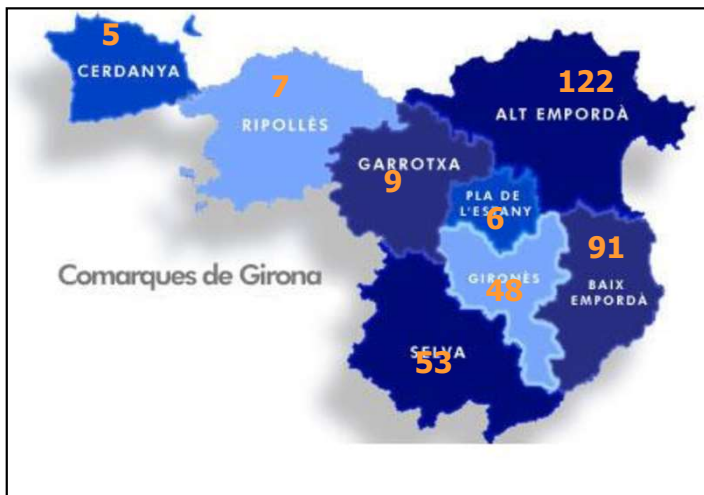 5
CERDANYA
7
RIPOLLÈS
122
ALT EMPORDÀ
GARROTXA
9
PLA DE
L'ESTANY
6
91
BAIX
EMPORDÀ
GIRONÈS
48
Comarques de Girona
SELVA
53